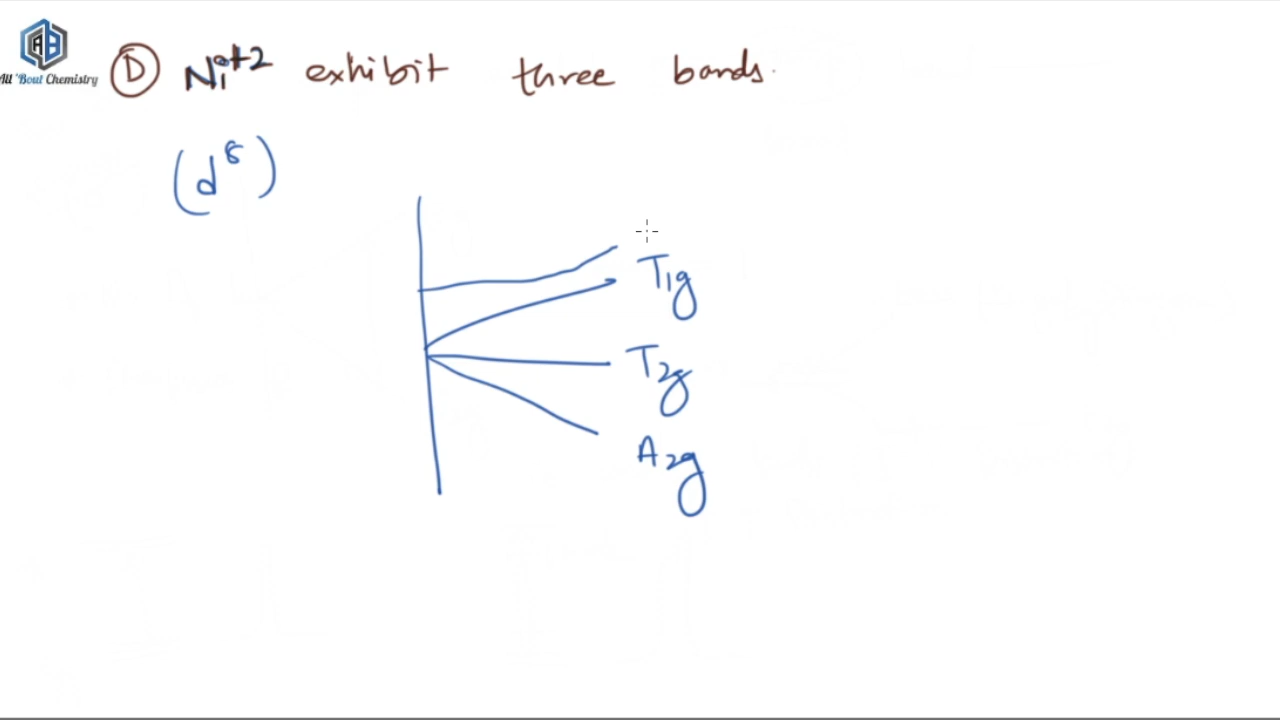 All 'Bout Chemistry
D Ni+2 exhibit three bands.
(d8)
T1g
T2g
A2g